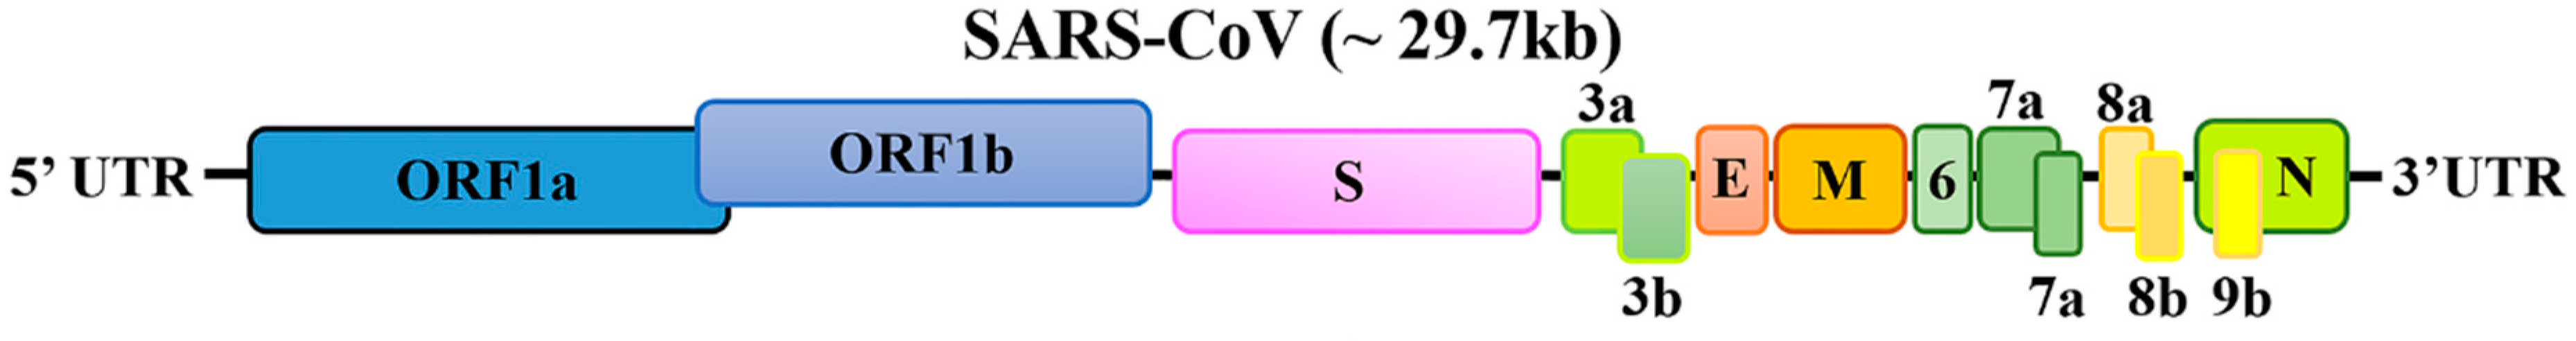 SARS-CoV (~ 29.7kb)
3a
7a
8a
5’ UTR
ORF1a
ORF1b
S
E
M
6
N
3’UTR
3b
7a
8b
9b